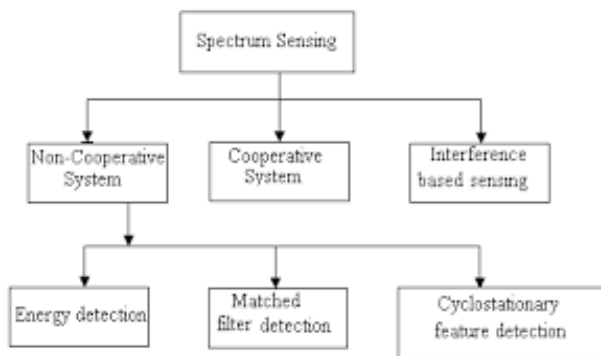 Spectrum Sensing
Non-Cooperative
System
Cooperative
System
Interference
based sensing
Energy detection
Matched
filter detection
Cyclostationary
feature detection